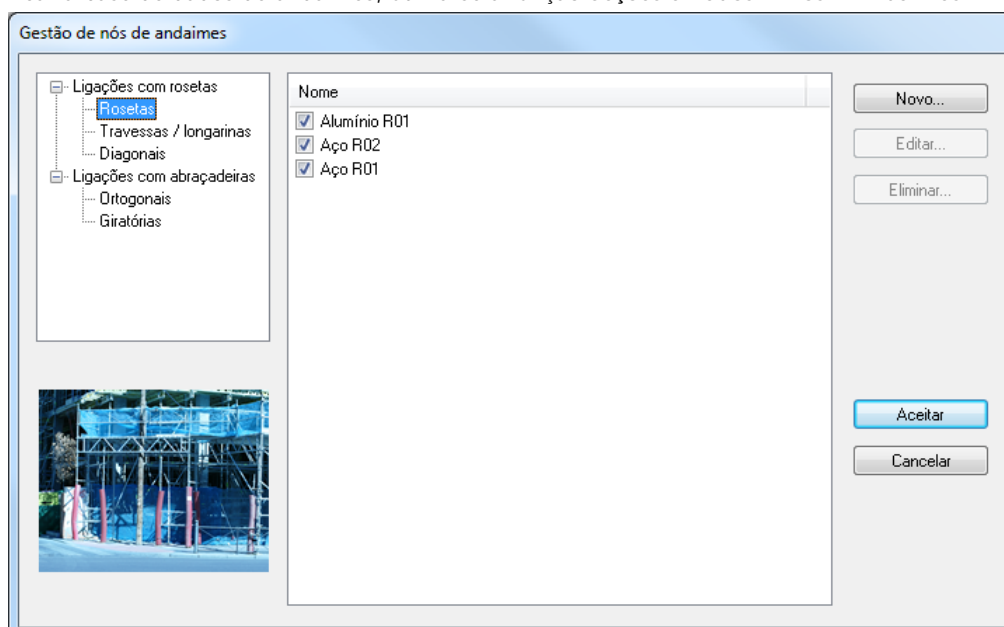 Gestão de nós de andaimes
Ligações com rosetas
Rosetas
Travessas / longarinas
Diagonais
Ligações com abraçadeiras
Ortogonais
Giratórias
Nome
Alumínio R01
Aço R02
Aço R01
Novo...
Editar...
Eliminar...
Aceitar
Cancelar